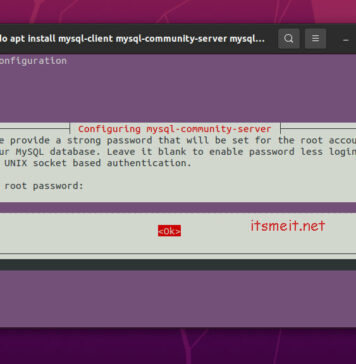 do apt install mysql-client mysql-community-server mysql...
onfiguration
Configuring mysql-community-server
e provide a strong password that will be set for the root accou
ur MySQL database. Leave it blank to enable password less login
UNIX socket based authentication.
root password:
<Ok>
itsmeit.net